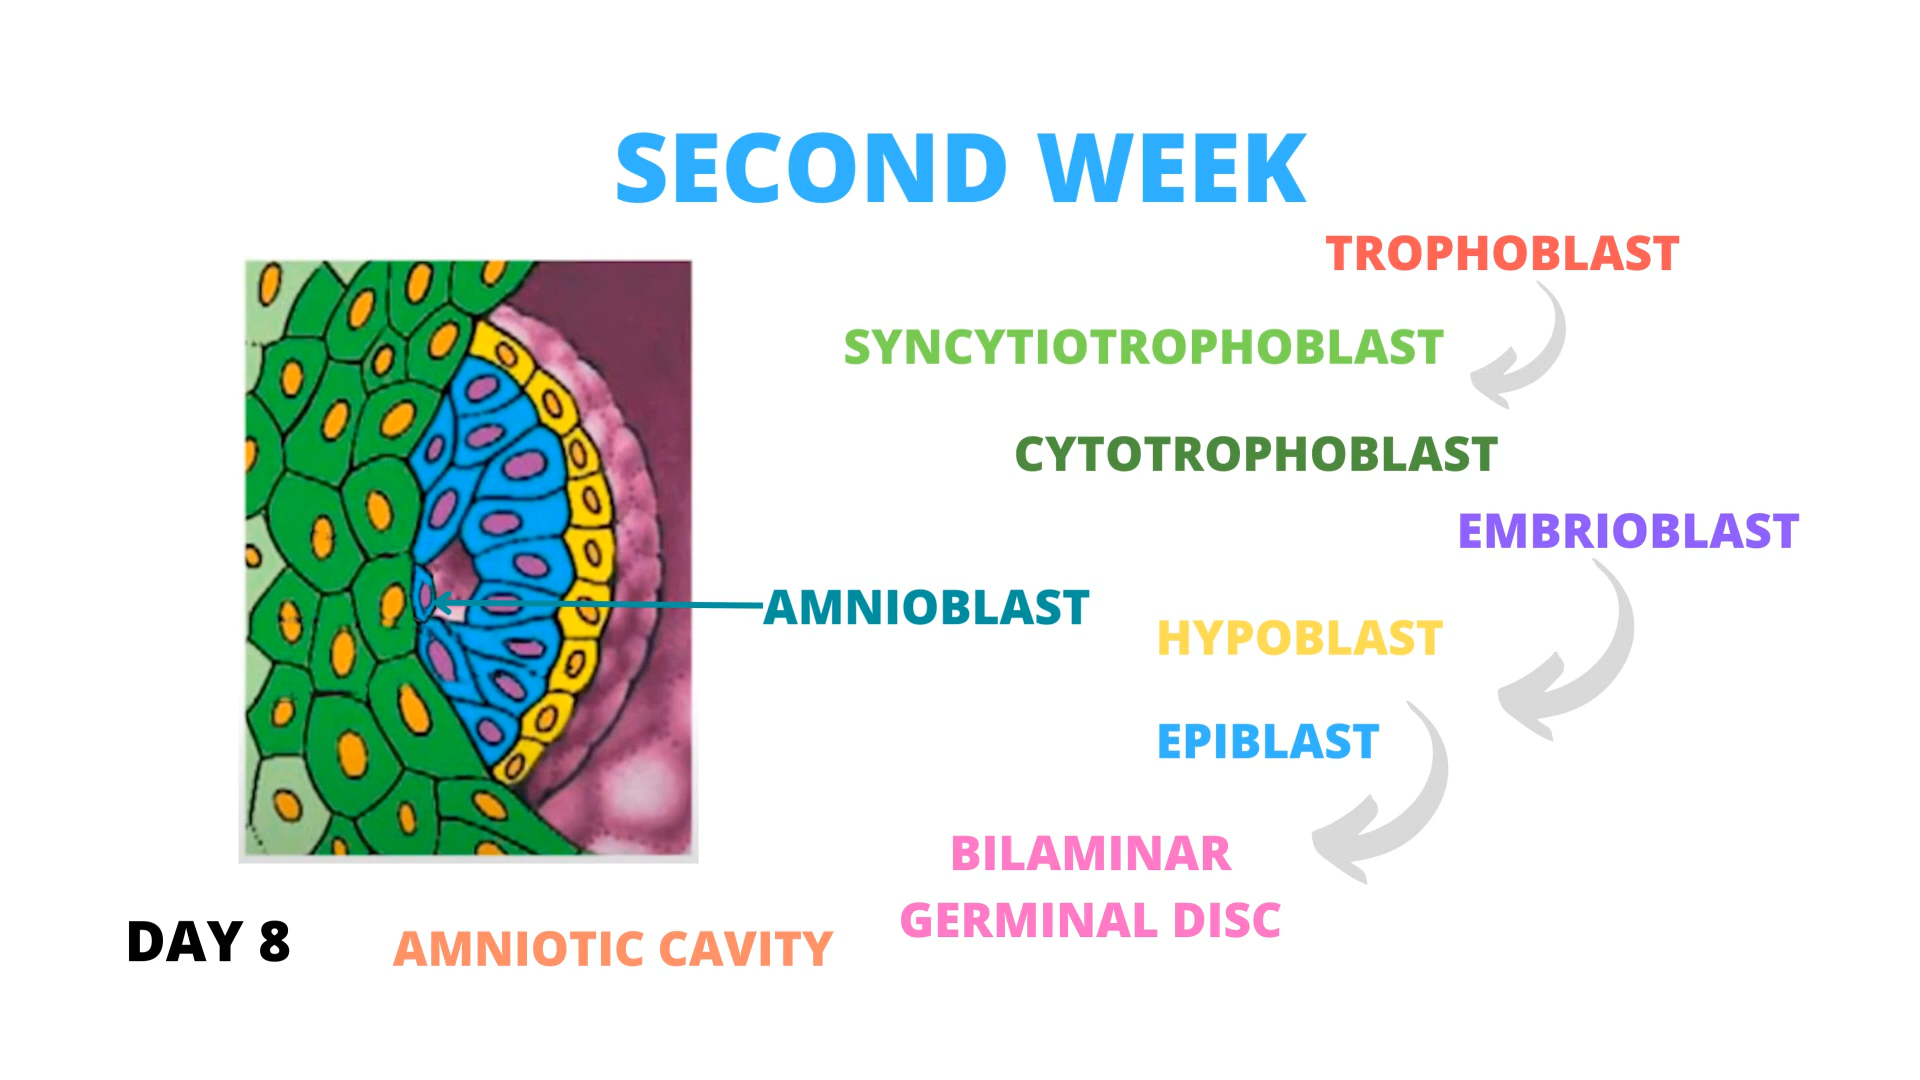 SECOND WEEK
TROPHOBLAST
SYNCYTIOTROPHOBLAST
CYTOTROPHOBLAST
EMBRIOBLAST
AMNIOBLAST
HYPOBLAST
EPIBLAST
BILAMINAR
GERMINAL DISC
DAY 8
AMNIOTIC CAVITY